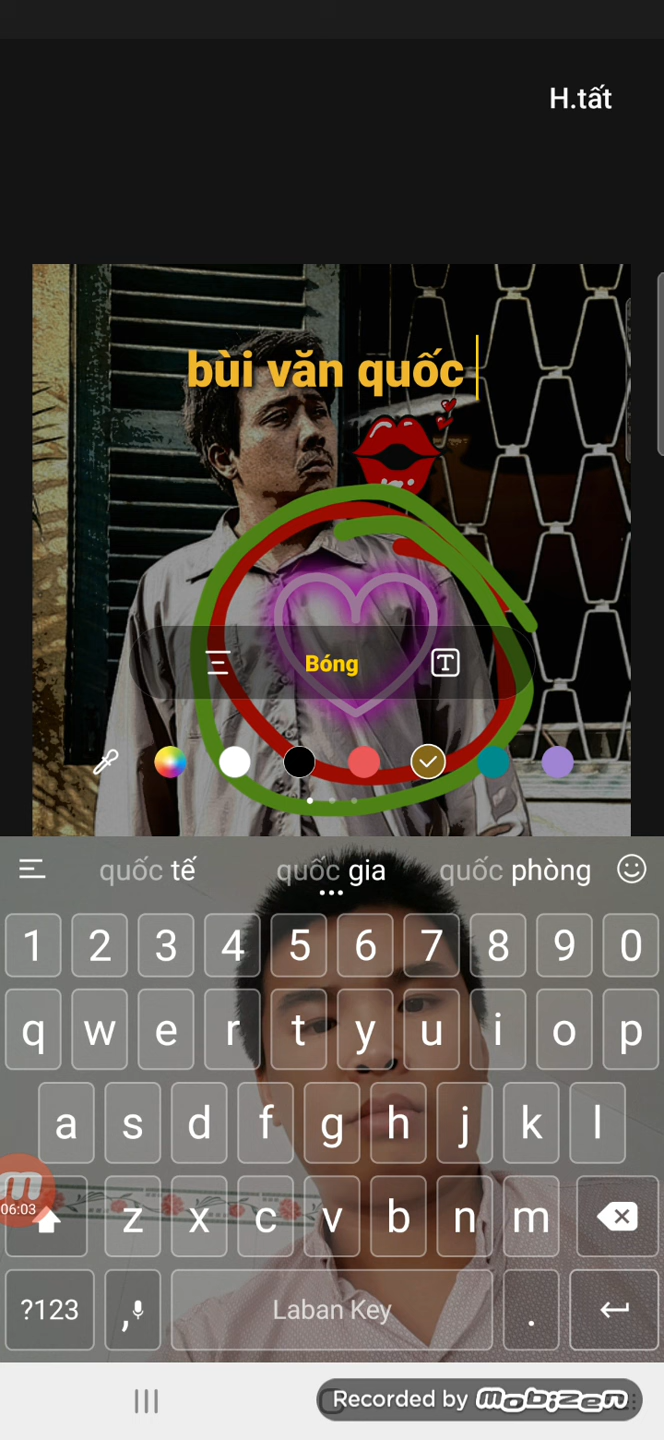 H.tất
bùi văn quốc
Bóng
T
quốc tế quốc gia quốc phòng
1 2 3 4 5 6 7 8 9 0
q w e r t y u i o p
a s d f g h j k l
06:03
z x c v b n m
?123 , Laban Key .
Recorded by mobizen